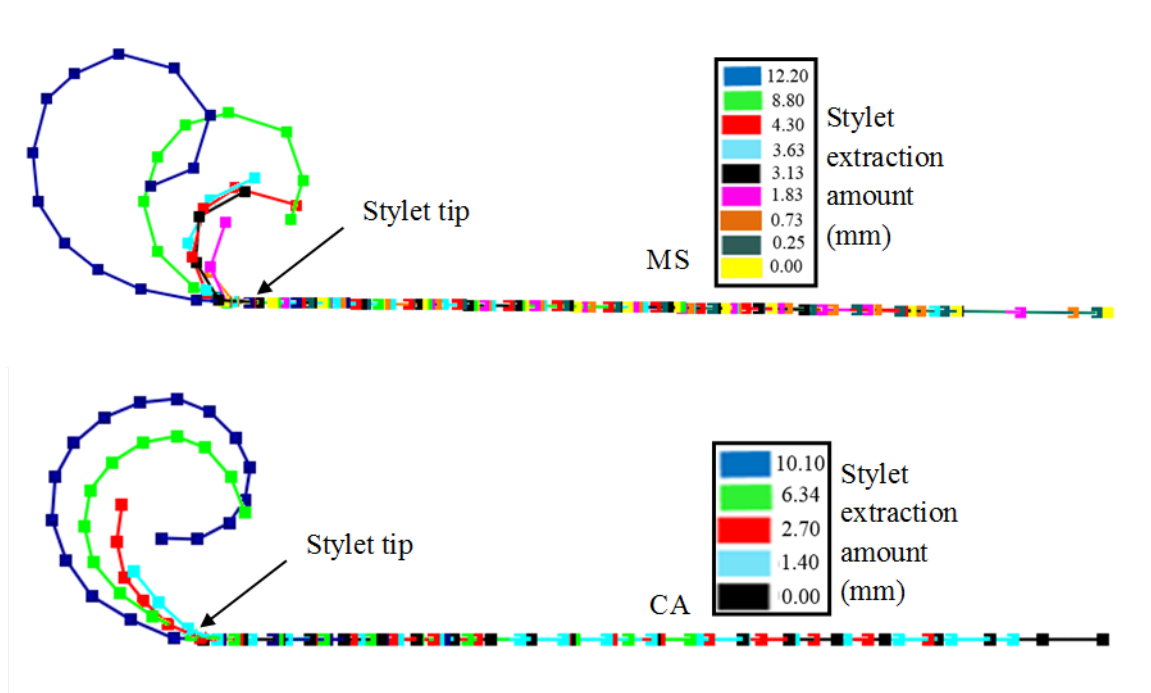 12.20
8.80
4.30
3.63
3.13
1.83
0.73
0.25
0.00
Stylet
extraction
amount
(mm)
Stylet tip
MS
10.10
6.34
2.70
1.40
0.00
Stylet
extraction
amount
(mm)
Stylet tip
CA